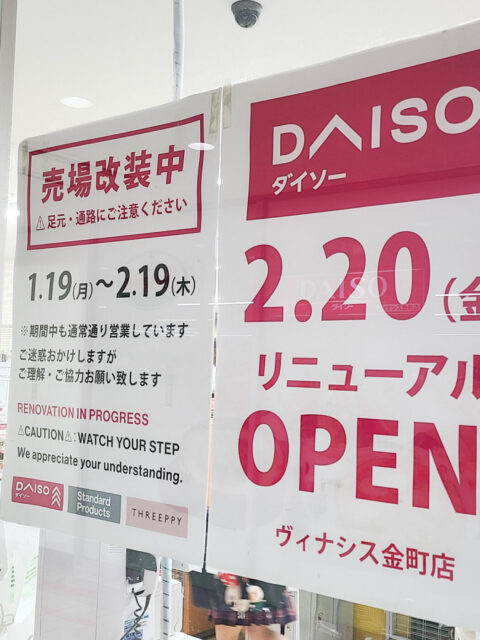 売場改装中
⚠足元・通路にご注意ください
1.19(月)〜2.19(木)
※期間中も通常通り営業しています
ご迷惑おかけしますが
ご理解・ご協力お願い致します
RENOVATION IN PROGRESS
⚠CAUTION⚠:WATCH YOUR STEP
We appreciate your understanding.
DAISO
ダイソー
Standard
Products
THREEPPY
DAISO
ダイソー
2.20(金
リニューアル
OPEN
ヴィナシス金町店
DAISO
ダイソー